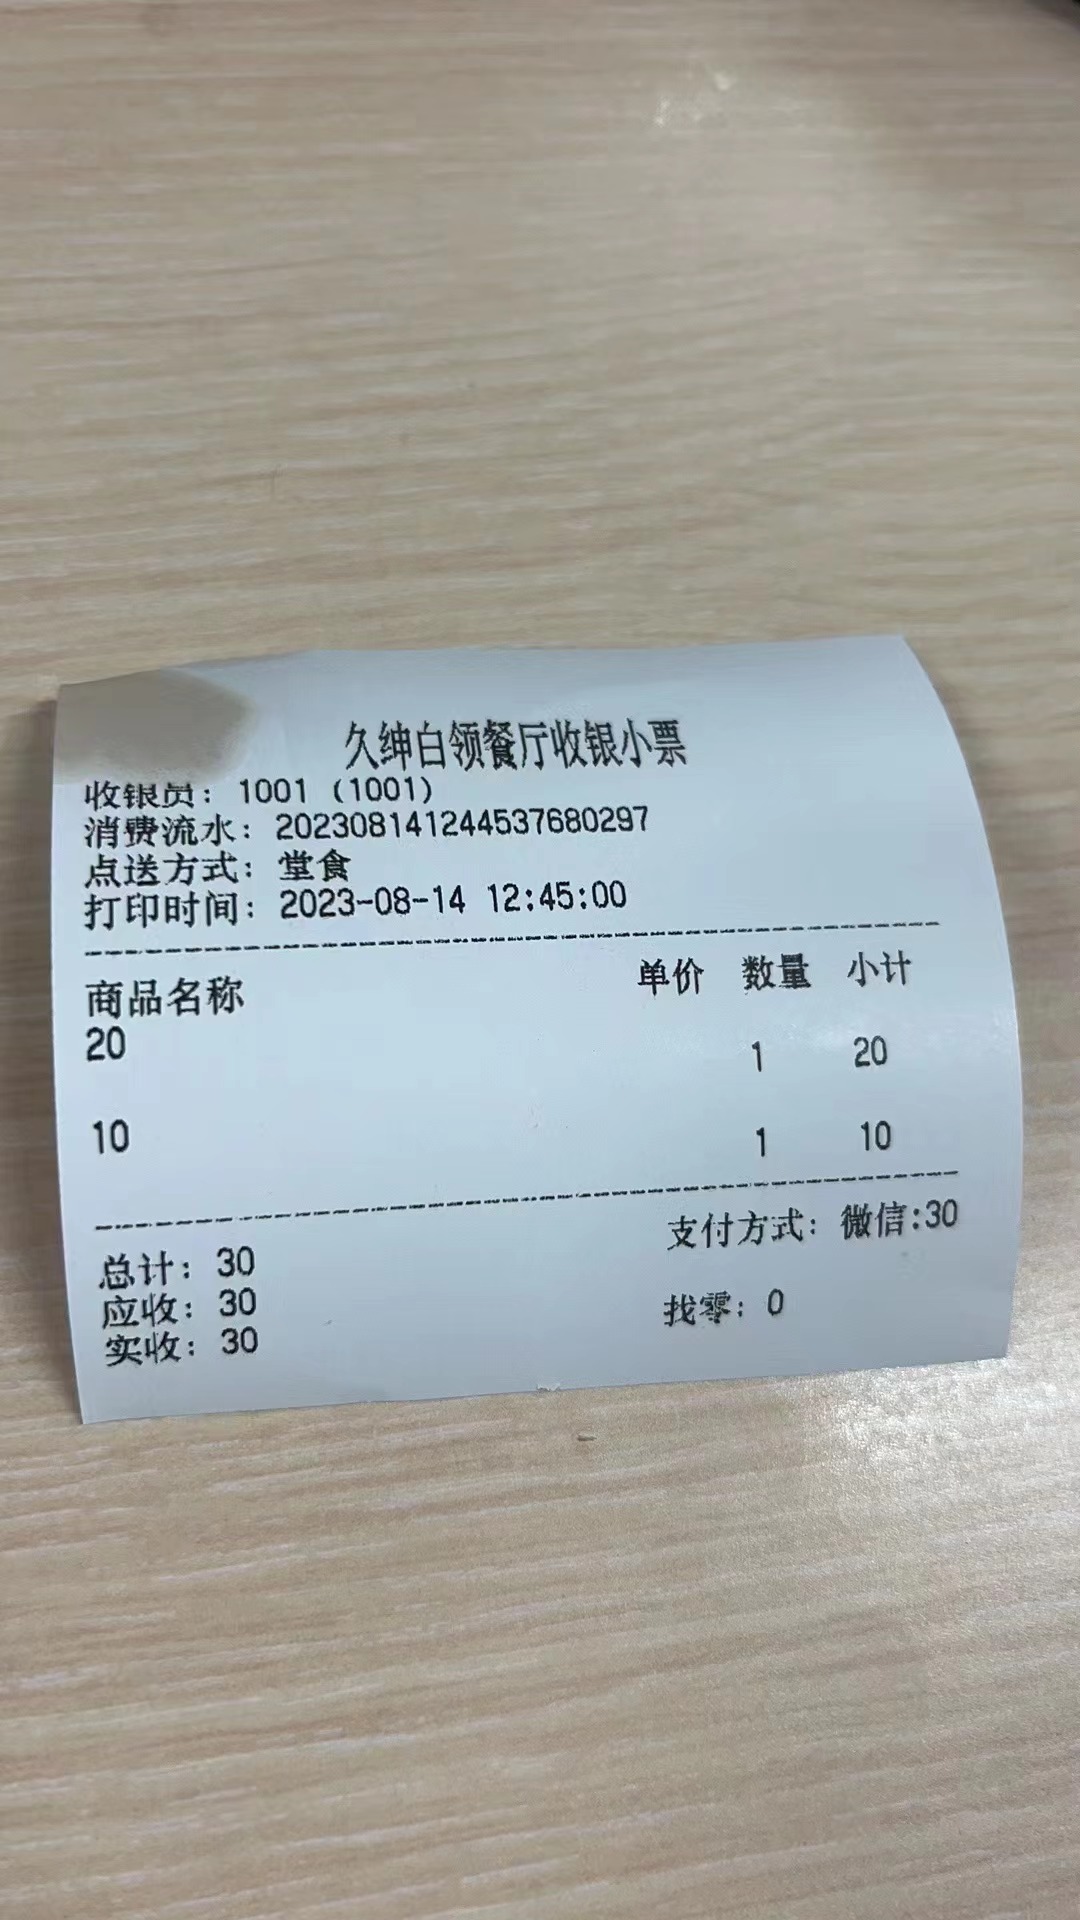 久绅白领餐厅收银小票
收银员：1001 (1001)
消费流水：202308141244537680297
点送方式：堂食
打印时间：2023-08-14 12:45:00
商品名称 单价 数量 小计
20 1 20
10 1 10
总计：30 支付方式：微信:30
应收：30 找零：0
实收：30